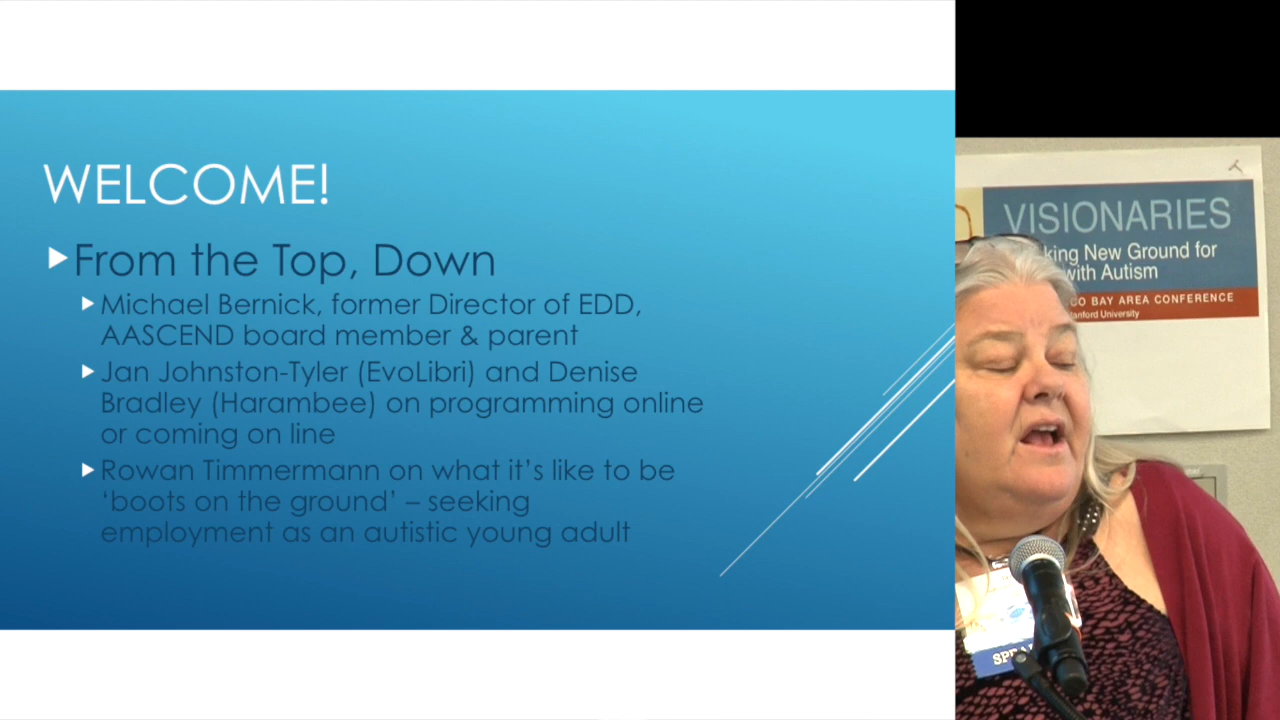 WELCOME!
From the Top, Down
Michael Bernick, former Director of EDD,
AASCEND board member & parent
Jan Johnston-Tyler (EvoLibri) and Denise
Bradley (Harambee) on programming online
or coming on line
Rowan Timmermann on what it's like to be
‘boots on the ground’ – seeking
employment as an autistic young adult
VISIONARIES
New Ground for
with Autism
BAY AREA CONFERENCE
University